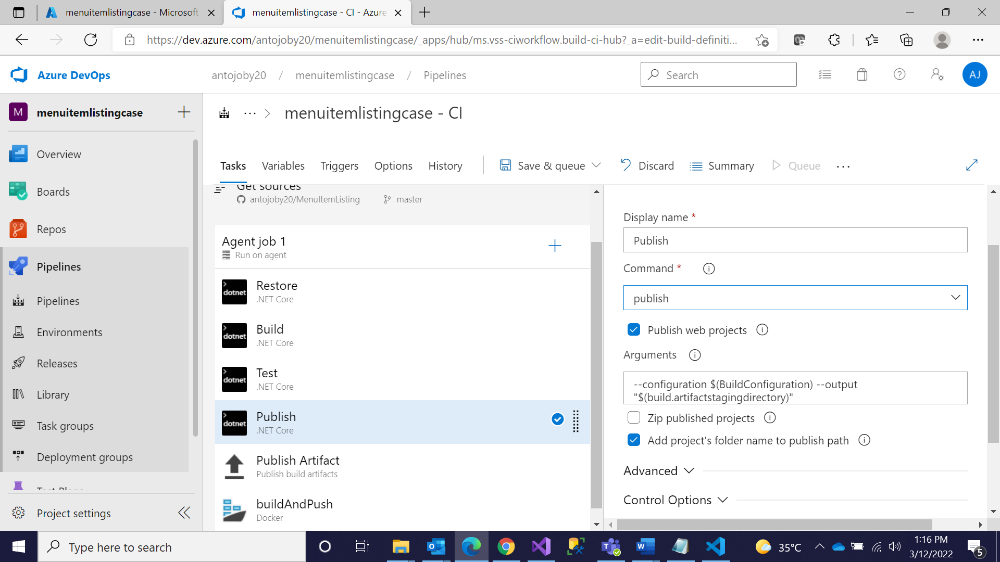 menuitemlistingcase - Microsoft
menuitemlistingcase - CI - Azure
https://dev.azure.com/antojoby20/menuitemlistingcase/_apps/hub/ms.vss-ciworkflow.build-ci-hub?_a=edit-build-definiti...
Azure DevOps
antojoby20 / menuitemlistingcase / Pipelines
Search
AJ
M menuitemlistingcase
Overview
Boards
Repos
Pipelines
Pipelines
Environments
Releases
Library
Task groups
Deployment groups
Test Plans
Project settings
menuitemlistingcase - CI
Tasks Variables Triggers Options History Save & queue Discard Summary Queue
Get sources
antojoby20/MenuItemListing master
Agent job 1
Run on agent
dotnet Restore
.NET Core
dotnet Build
.NET Core
dotnet Test
.NET Core
dotnet Publish
.NET Core
Publish Artifact
Publish build artifacts
buildAndPush
Docker
Display name *
Publish
Command *
publish
Publish web projects
Arguments
--configuration $(BuildConfiguration) --output
"$(build.artifactstagingdirectory)"
Zip published projects
Add project's folder name to publish path
Advanced
Control Options
Type here to search
35°C
1:16 PM
3/12/2022
5